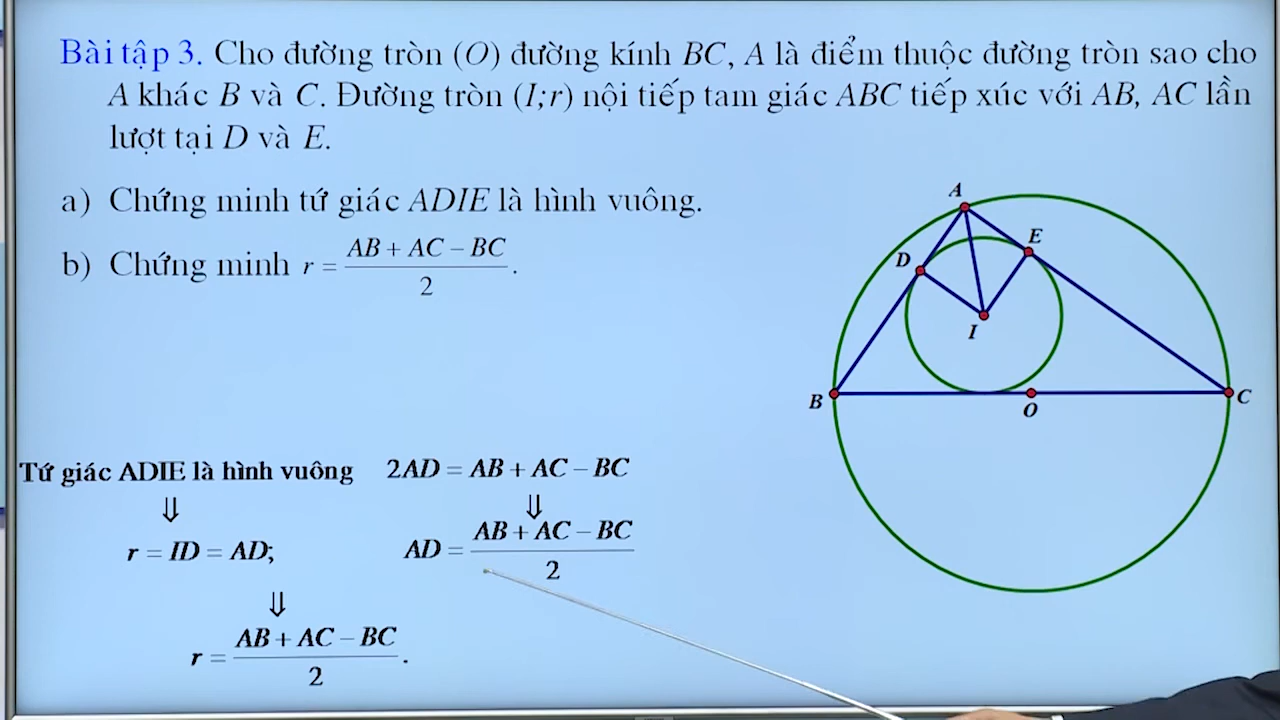 Bài tập 3. Cho đường tròn (O) đường kính BC, A là điểm thuộc đường tròn sao cho
A khác B và C. Đường tròn (I;r) nội tiếp tam giác ABC tiếp xúc với AB, AC lần
lượt tại D và E.
a) Chứng minh tứ giác ADIE là hình vuông.
b) Chứng minh r = \frac{AB + AC − BC}{2}.
A
E
D
I
B
O
C
Tứ giác ADIE là hình vuông
⇓
r = ID = AD;
⇓
r = \frac{AB + AC − BC}{2}.
2AD = AB + AC − BC
⇓
AD = \frac{AB + AC − BC}{2}